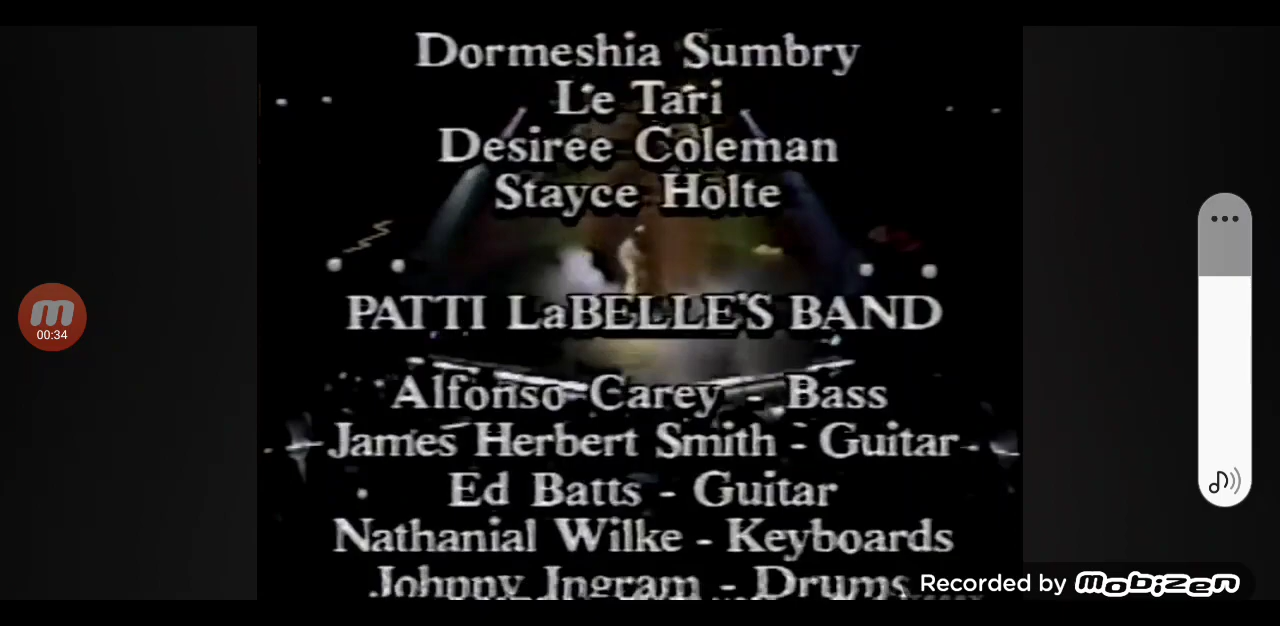 Dormeshia Sumbry
Le Tari
Desiree Coleman
Stayce Holte
PATTI LaBELLE'S BAND
Alfonso Carey - Bass
James Herbert Smith - Guitar
Ed Batts - Guitar
Nathanial Wilke - Keyboards
Johnny Ingram - Drums
00:34
Recorded by mobizen